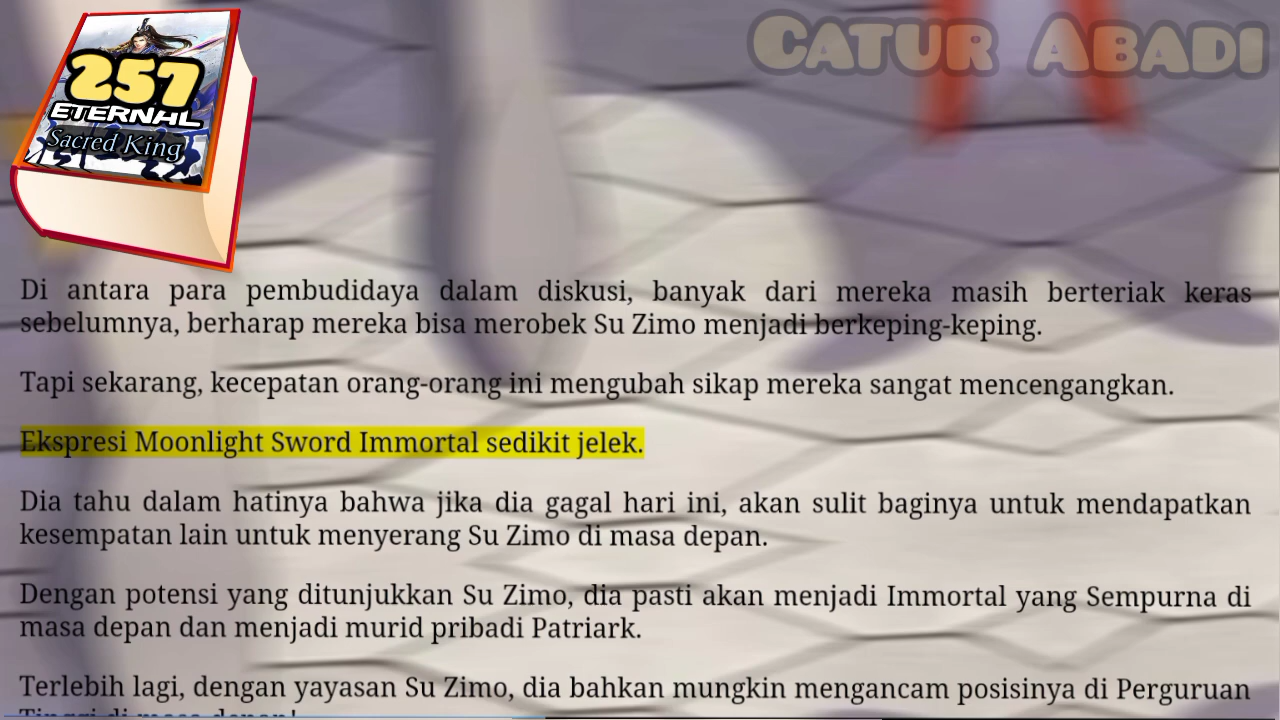 CATUR ABADI
257
ETERNAL
Sacred King
Di antara para pembudidaya dalam diskusi, banyak dari mereka masih berteriak keras
sebelumnya, berharap mereka bisa merobek Su Zimo menjadi berkeping-keping.
Tapi sekarang, kecepatan orang-orang ini mengubah sikap mereka sangat mencengangkan.
Ekspresi Moonlight Sword Immortal sedikit jelek.
Dia tahu dalam hatinya bahwa jika dia gagal hari ini, akan sulit baginya untuk mendapatkan
kesempatan lain untuk menyerang Su Zimo di masa depan.
Dengan potensi yang ditunjukkan Su Zimo, dia pasti akan menjadi Immortal yang Sempurna di
masa depan dan menjadi murid pribadi Patriark.
Terlebih lagi, dengan yayasan Su Zimo, dia bahkan mungkin mengancam posisinya di Perguruan
Tinggi di masa depan!